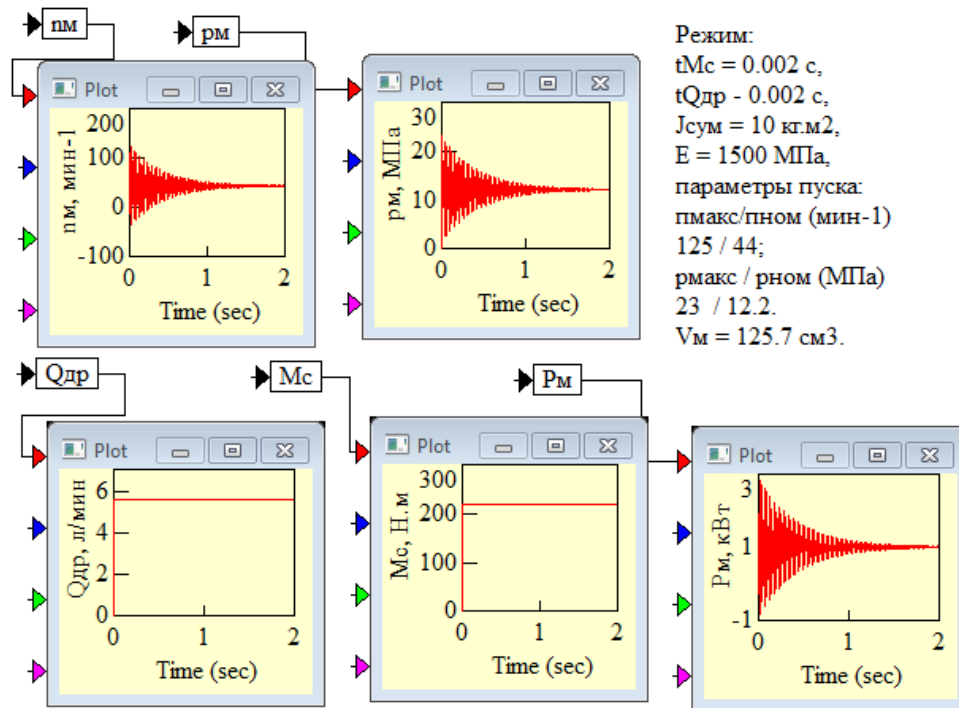 nм
pм
Режим:
tMc = 0.002 c,
tQдр - 0.002 c,
Jсум = 10 кг.м2,
E = 1500 МПа,
параметры пуска:
nмакс/nном (мин-1)
125 / 44;
pмакс / pном (МПа)
23 / 12.2.
Vм = 125.7 см3.
Plot
nм, мин-1
200
100
0
-100
0 1 2
Time (sec)
Plot
pм, МПа
30
20
10
0
0 1 2
Time (sec)
Qдр
Mc
Pм
Plot
Qдр, л/мин
6
4
2
0
0 1 2
Time (sec)
Plot
Mc, Н.м
300
200
100
0
0 1 2
Time (sec)
Plot
Pм, кВт
3
1
-1
0 1 2
Time (sec)